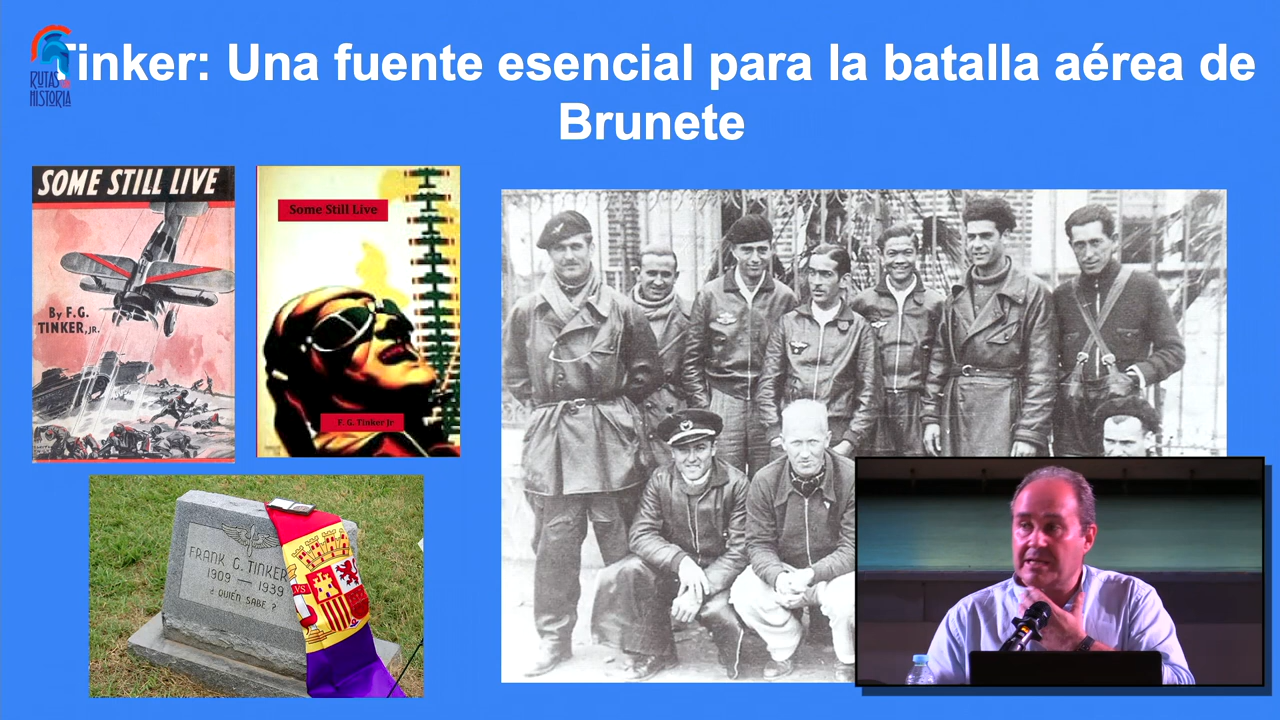 Tinker: Una fuente esencial para la batalla aérea de
Brunete
RUTAS
HISTORIA
SOME STILL LIVE
By F.G.
TINKER, JR.
Some Still Live
F. G. Tinker Jr
FRANK G. TINKER
1909 — 1939
¿ QUIÉN SABE ?